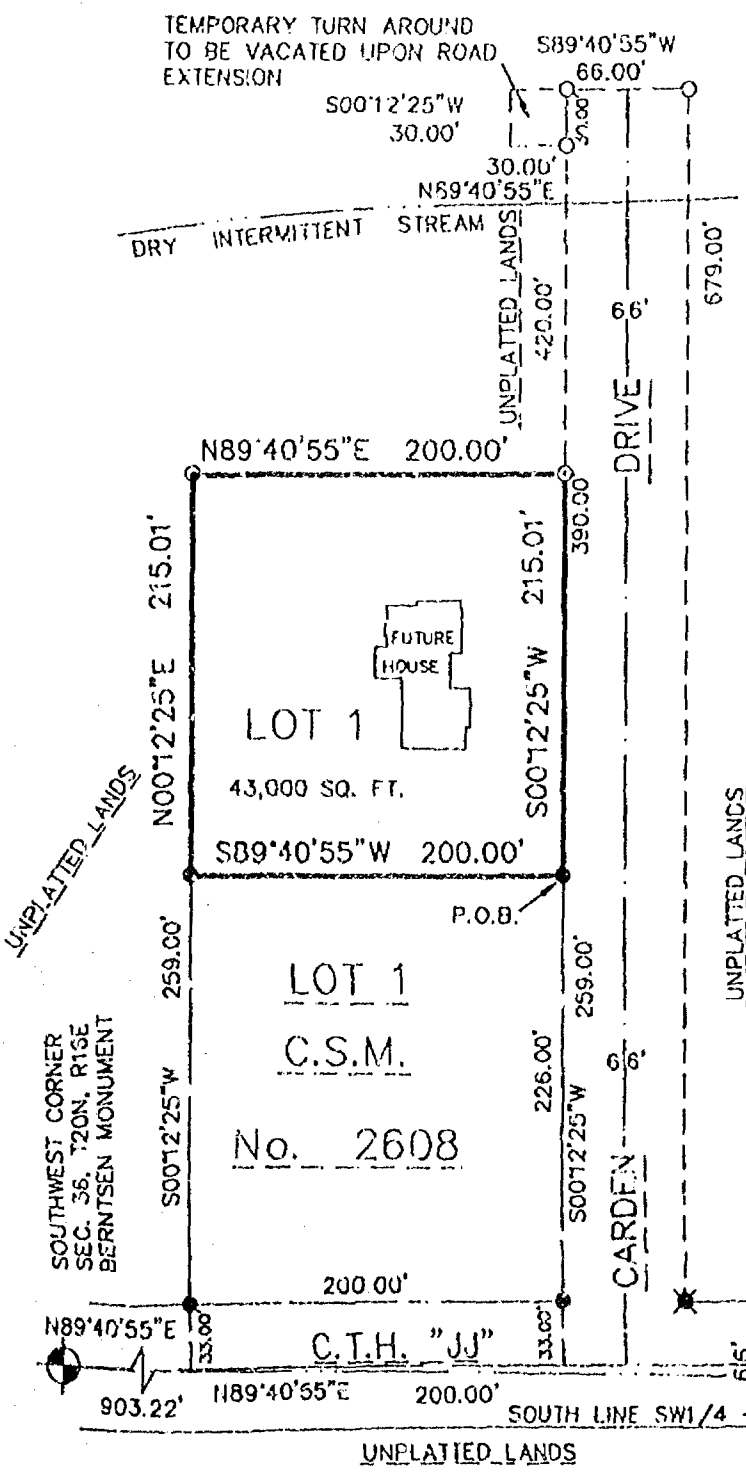 TEMPORARY TURN AROUND
TO BE VACATED UPON ROAD
EXTENSION
S89°40'55"W
66.00'
S00°12'25"W
30.00'
30.00'
30.00'
N89°40'55"E
DRY INTERMITTENT STREAM
UNPLATTED LANDS
420.00'
679.00'
66'
DRIVE
N89°40'55"E 200.00'
390.00
N00°12'25"E 215.01'
S00°12'25"W 215.01'
FUTURE
HOUSE
LOT 1
43,000 SQ. FT.
UNPLATTED LANDS
S89°40'55"W 200.00'
P.O.B.
UNPLATTED LANDS
S00°12'25"W 259.00'
LOT 1
C.S.M.
No. 2608
259.00'
226.00'
S00°12'25"W
66'
CARDEN
SOUTHWEST CORNER
SEC. 36, T20N, R15E
BERNTSEN MONUMENT
200.00'
N89°40'55"E
33.00'
C.T.H. "JJ"
33.00'
903.22'
N89°40'55"E 200.00'
SOUTH LINE SW1/4
UNPLATTED LANDS